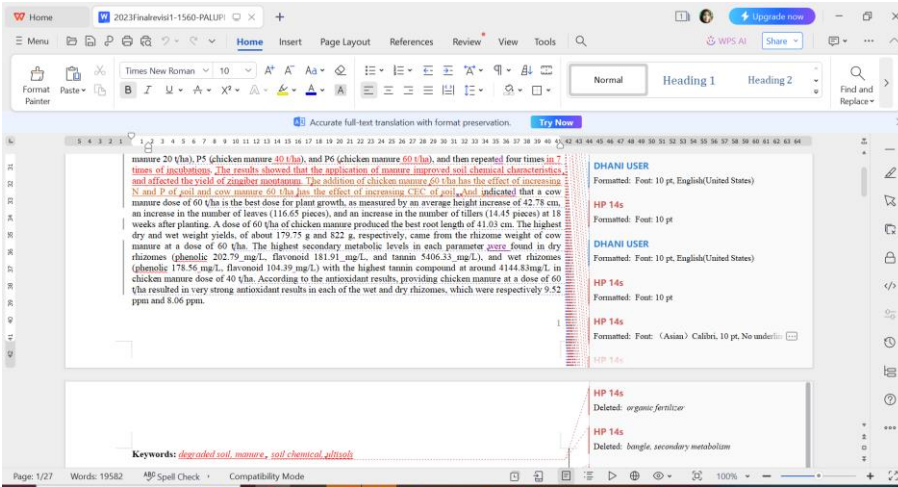 Home
2023Finalrevisi1-1560-PALUPI
Upgrade now
Menu
Home Insert Page Layout References Review View Tools
WPS AI
Share
Format Painter
Paste
Times New Roman 10
Normal Heading 1 Heading 2
Find and Replace
Accurate full-text translation with format preservation. Try Now
manure 20 t/ha), P5 (chicken manure 40 t/ha), and P6 (chicken manure 60 t/ha), and then repeated four times in 7
times of incubations. The results showed that the application of manure improved soil chemical characteristics,
and affected the yield of zingiber montanum. The addition of chicken manure 60 t/ha has the effect of increasing
N and P of soil and cow manure 60 t/ha has the effect of increasing CEC of soil. And indicated that a cow
manure dose of 60 t/ha is the best dose for plant growth, as measured by an average height increase of 42.78 cm,
an increase in the number of leaves (116.65 pieces), and an increase in the number of tillers (14.45 pieces) at 18
weeks after planting. A dose of 60 t/ha of chicken manure produced the best root length of 41.03 cm. The highest
dry and wet weight yields, of about 179.75 g and 822 g, respectively, came from the rhizome weight of cow
manure at a dose of 60 t/ha. The highest secondary metabolic levels in each parameter were found in dry
rhizomes (phenolic 202.79 mg/L, flavonoid 181.91 mg/L, and tannin 5406.33 mg/L), and wet rhizomes
(phenolic 178.56 mg/L, flavonoid 104.39 mg/L) with the highest tannin compound at around 4144.83mg/L in
chicken manure dose of 40 t/ha. According to the antioxidant results, providing chicken manure at a dose of 60
t/ha resulted in very strong antioxidant results in each of the wet and dry rhizomes, which were respectively 9.52
ppm and 8.06 ppm.
1
DHANI USER
Formatted: Font: 10 pt, English(United States)
HP 14s
Formatted: Font: 10 pt
DHANI USER
Formatted: Font: 10 pt, English(United States)
HP 14s
Formatted: Font: 10 pt
HP 14s
Formatted: Font: (Asian) Calibri, 10 pt, No underlin
HP 14s
HP 14s
Deleted: organic fertilizer
HP 14s
Deleted: bangle, secondary metabolism
Keywords: degraded soil, manure, soil chemical, ultisols
Page: 1/27 Words: 19582 Spell Check Compatibility Mode 100%